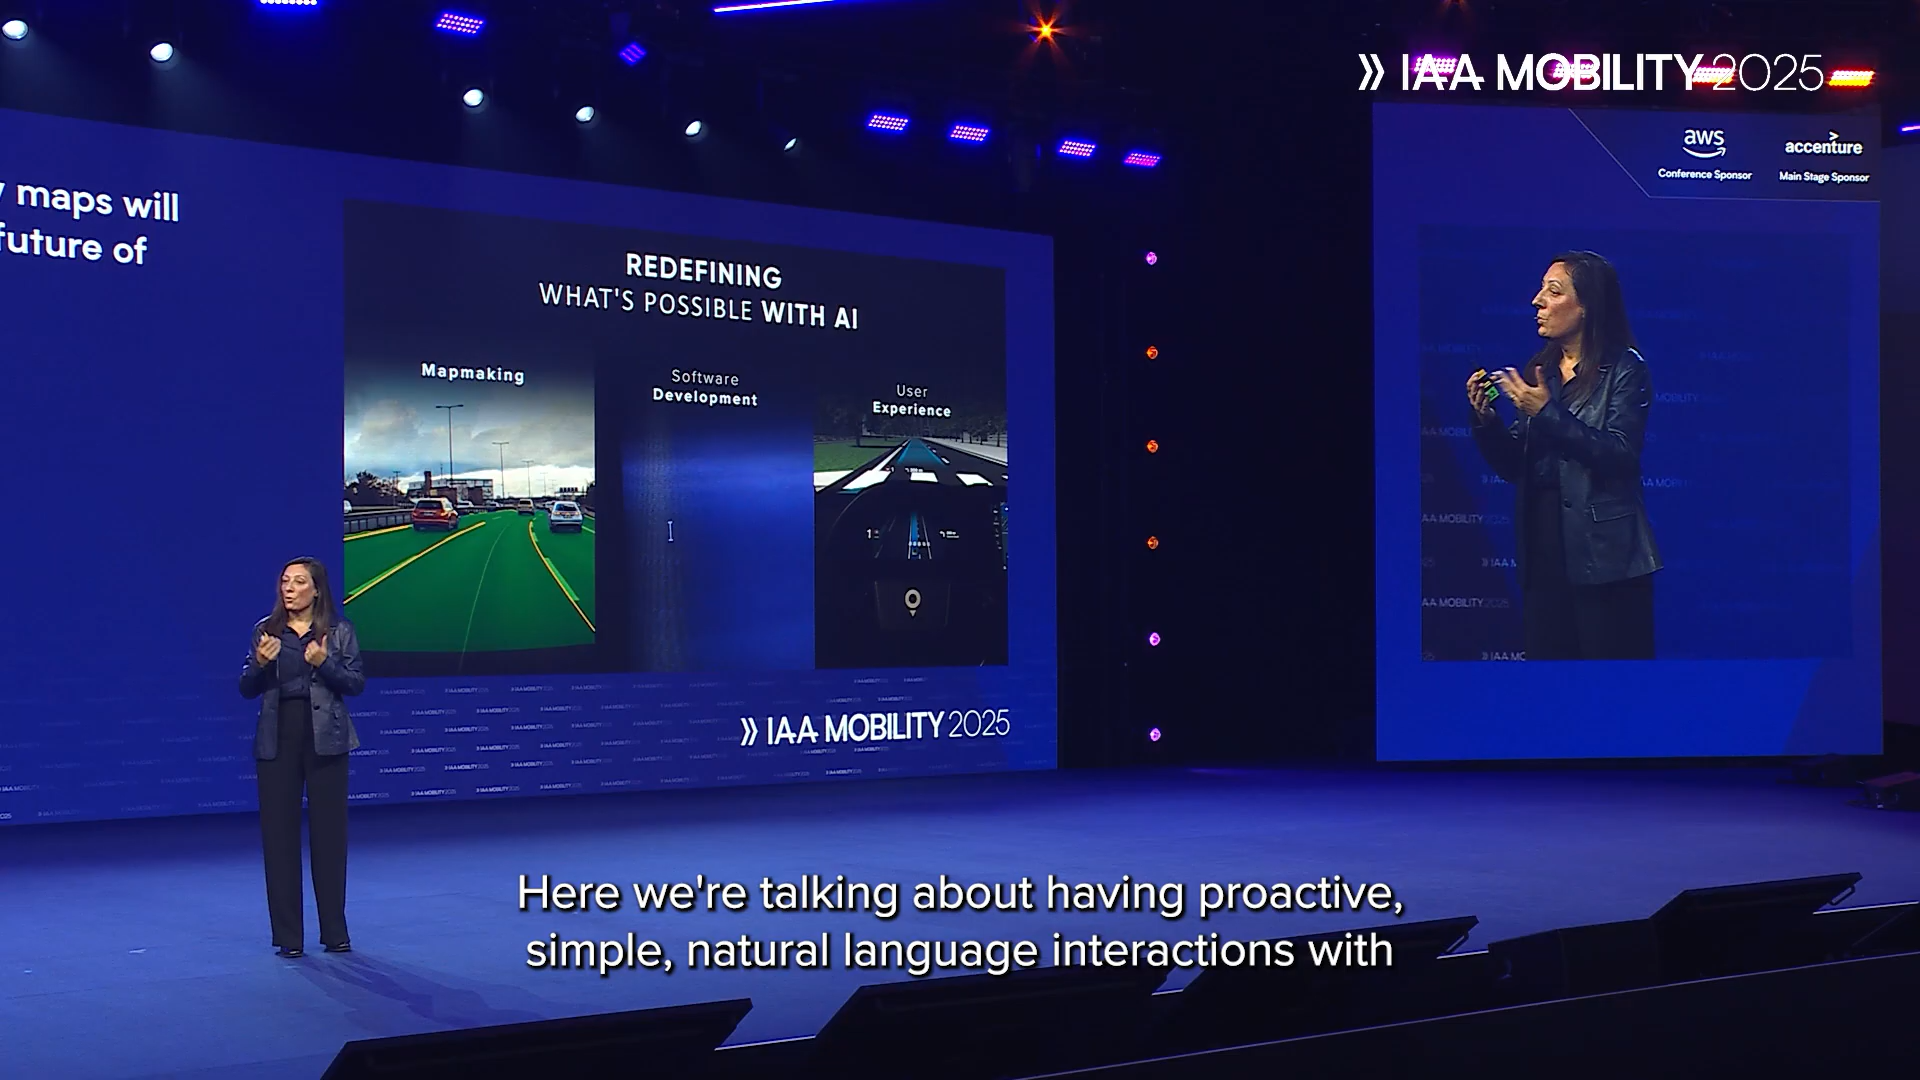 IAA MOBILITY 2025
aws
Conference Sponsor
accenture
Main Stage Sponsor
maps will
future of
REDEFINING
WHAT'S POSSIBLE WITH AI
Mapmaking
Software
Development
User
Experience
IAA MOBILITY 2025
Here we're talking about having proactive,
simple, natural language interactions with